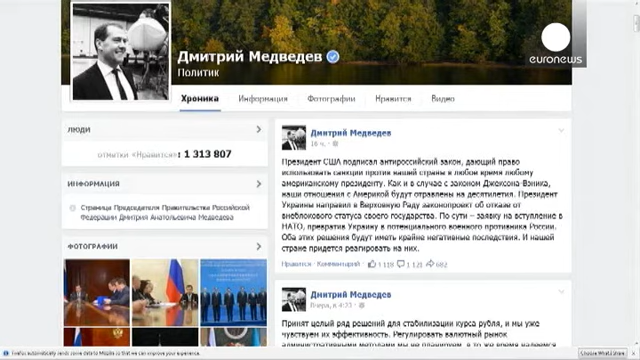 euronews
Дмитрий Медведев
Политик
Хроника Информация Фотографии Нравится Видео
ЛЮДИ
отметки «Нравится»: 1 313 807
ИНФОРМАЦИЯ
Страница Председателя Правительства Российской
Федерации Дмитрия Анатольевича Медведева
ФОТОГРАФИИ
Дмитрий Медведев
16 ч.
Президент США подписал антироссийский закон, дающий право
использовать санкции против нашей страны в любое время любому
американскому президенту. Как и в случае с законом Джексона-Вэника,
наши отношения с Америкой будут отравлены на десятилетия. Президент
Украины направил в Верховную Раду законопроект об отказе от
внеблокового статуса своего государства. По сути – заявку на вступление в
НАТО, превратив Украину в потенциального военного противника России.
Оба этих решения будут иметь крайне негативные последствия. И нашей
стране придется реагировать на них.
Нравится · Комментарий · 1 119 1 121 682
Дмитрий Медведев
Вчера, в 4:23
Принят целый ряд решений для стабилизации курса рубля, и мы уже
чувствуем их эффективность. Регулировать валютный рынок